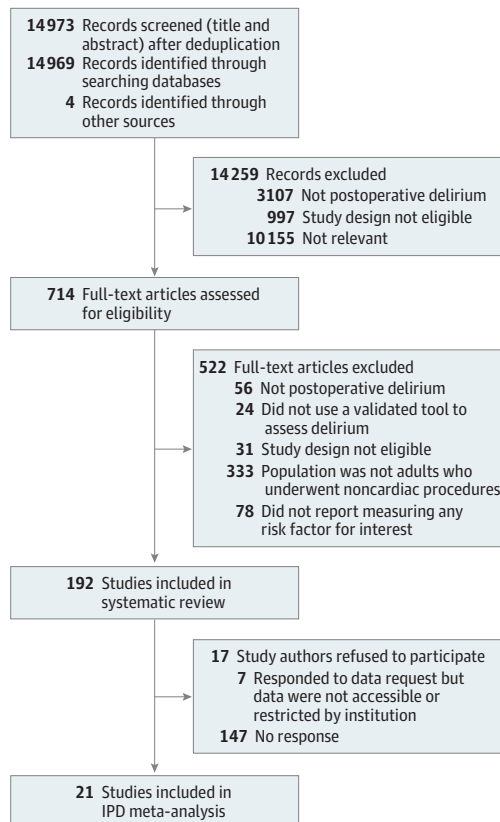 14973 Records screened (title and
abstract) after deduplication
14969 Records identified through
searching databases
4 Records identified through
other sources
14259 Records excluded
3107 Not postoperative delirium
997 Study design not eligible
10155 Not relevant
714 Full-text articles assessed
for eligibility
522 Full-text articles excluded
56 Not postoperative delirium
24 Did not use a validated tool to
assess delirium
31 Study design not eligible
333 Population was not adults who
underwent noncardiac procedures
78 Did not report measuring any
risk factor for interest
192 Studies included in
systematic review
17 Study authors refused to participate
7 Responded to data request but
data were not accessible or
restricted by institution
147 No response
21 Studies included in
IPD meta-analysis